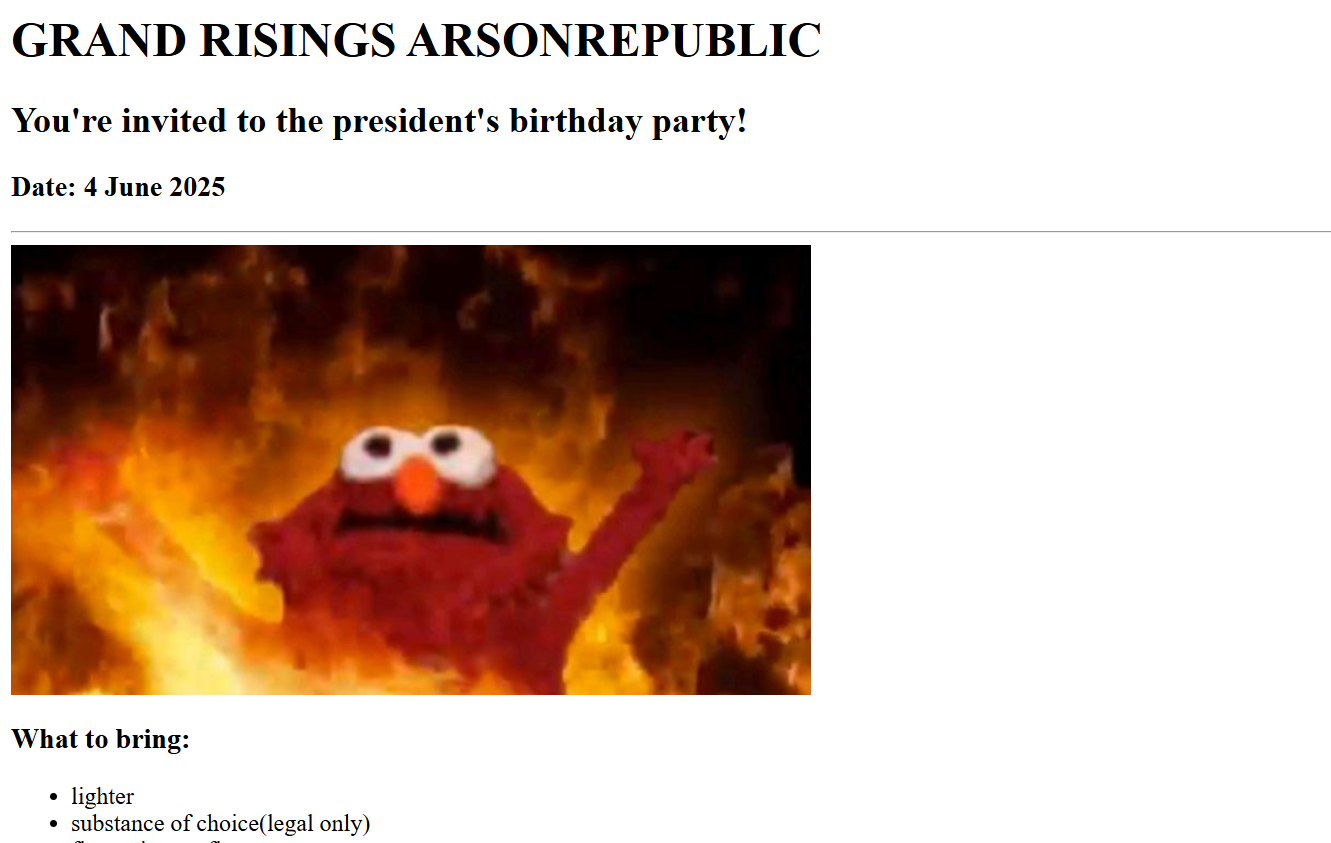 GRAND RISINGS ARSONREPUBLIC
You're invited to the president's birthday party!
Date: 4 June 2025
What to bring:
lighter
substance of choice(legal only)